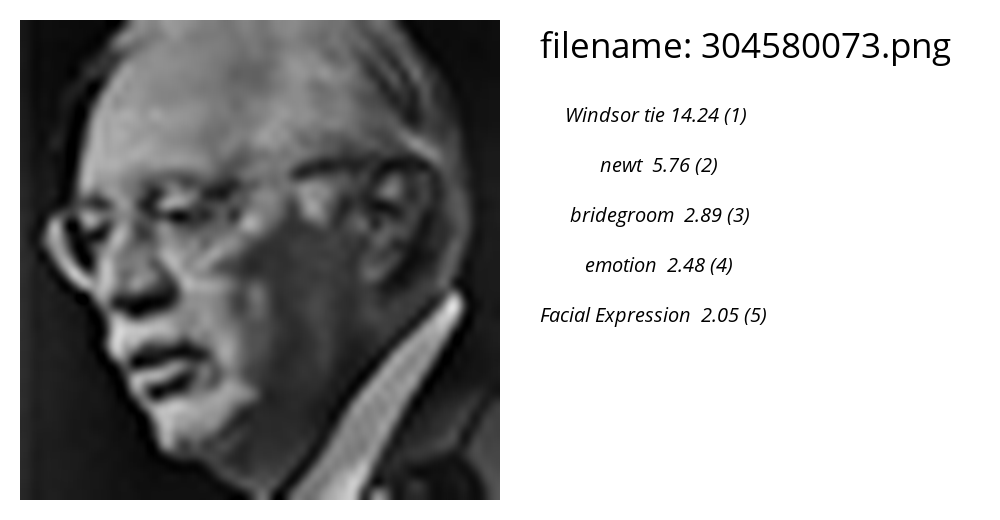 filename: 304580073.png
Windsor tie 14.24 (1)
newt  5.76 (2)
bridegroom  2.89 (3)
emotion  2.48 (4)
Facial Expression  2.05 (5)